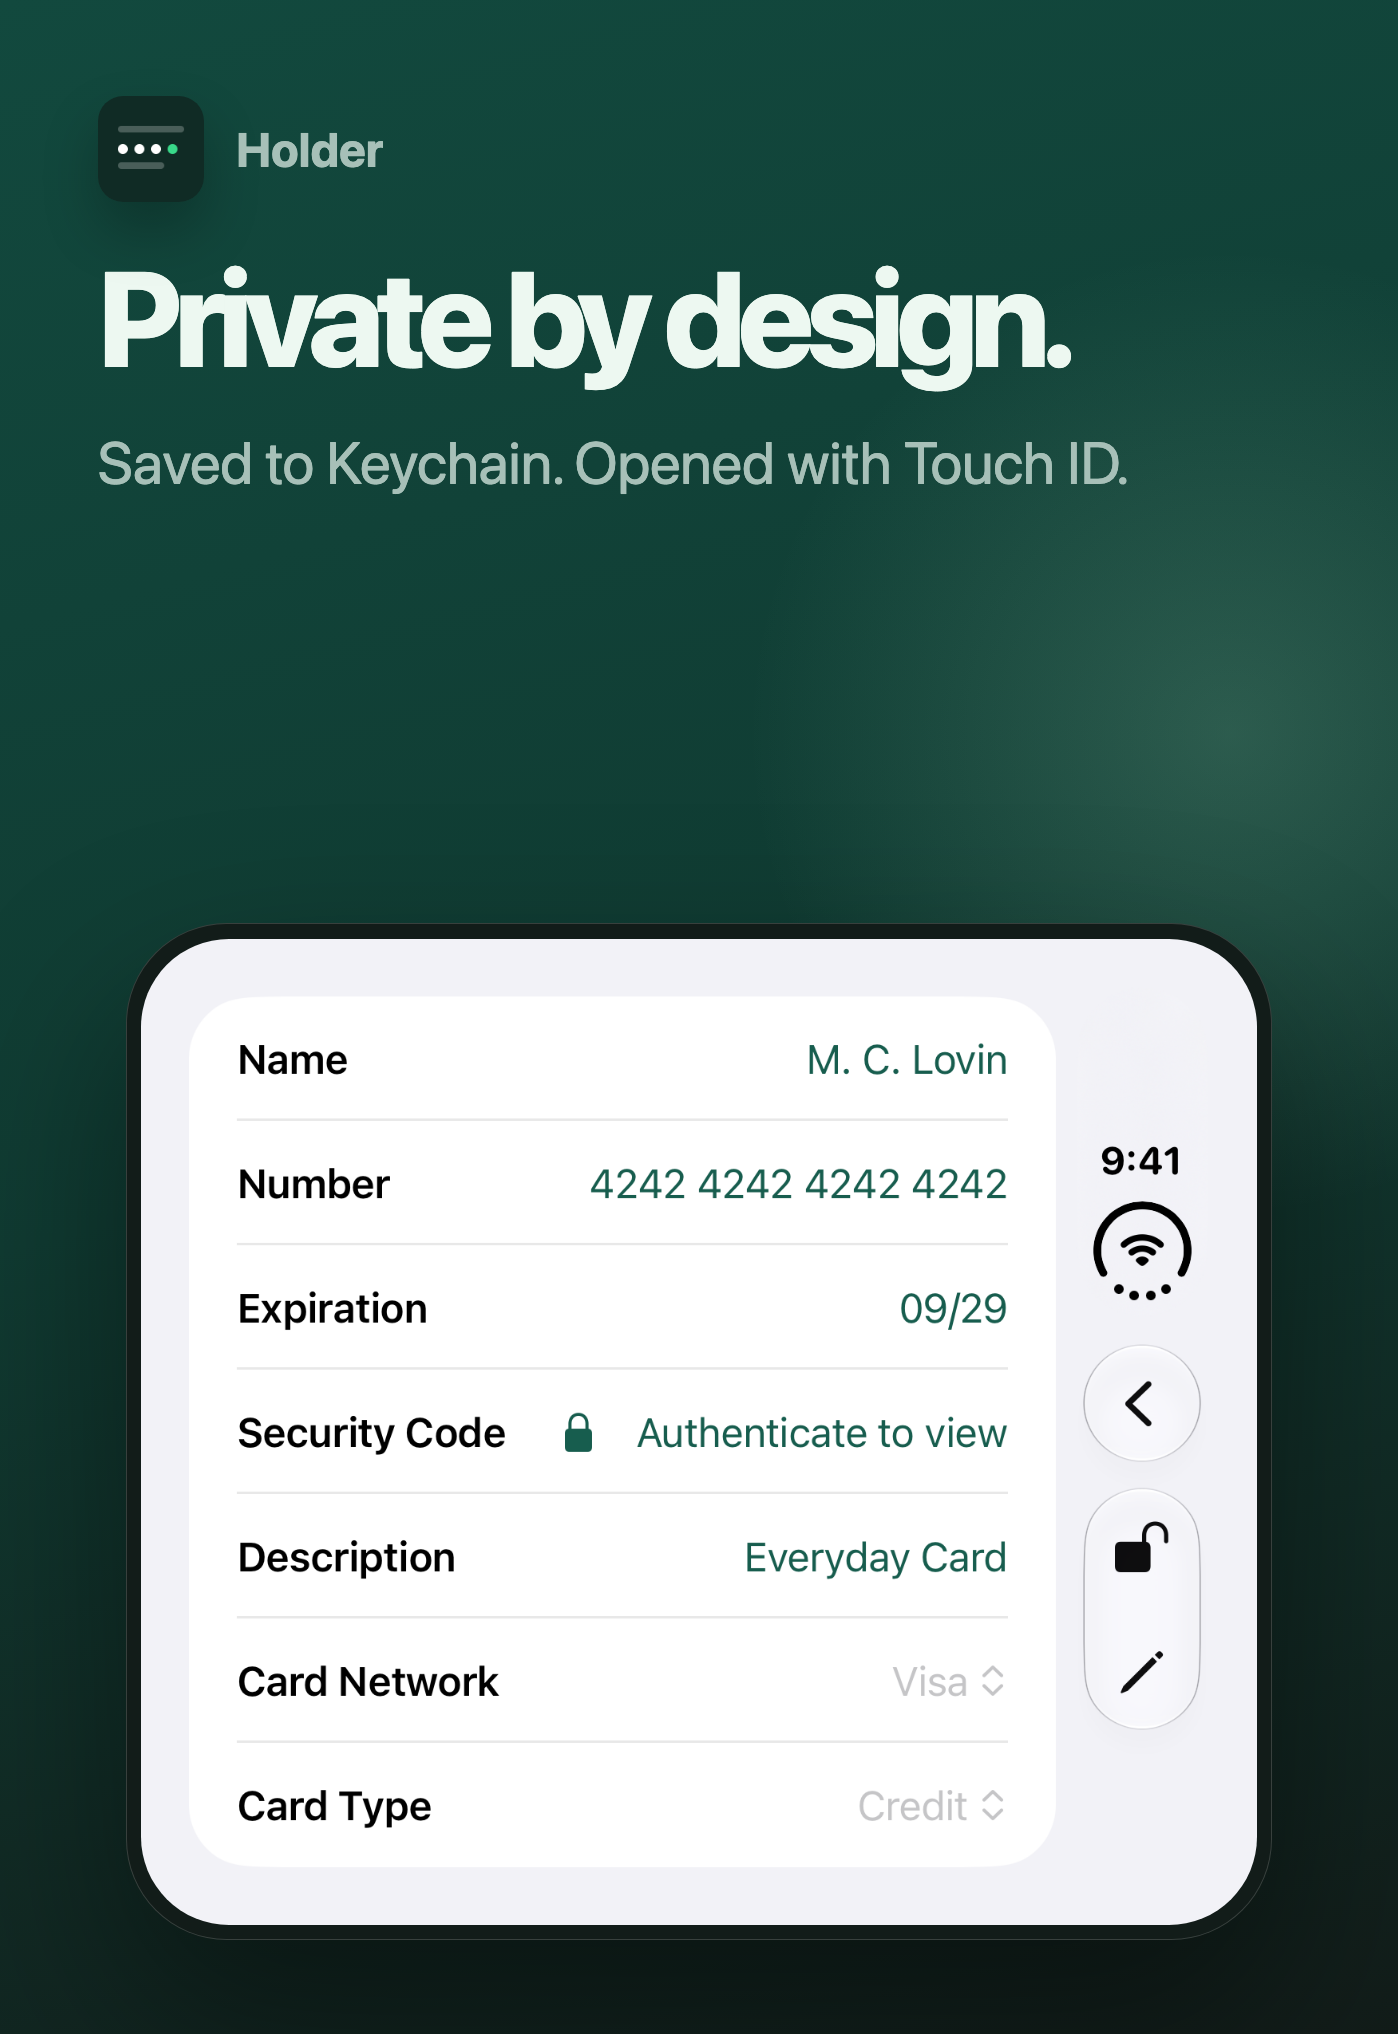 Holder
Private by design.
Saved to Keychain. Opened with Touch ID.
Name M. C. Lovin
Number 4242 4242 4242 4242
Expiration 09/29
Security Code Authenticate to view
Description Everyday Card
Card Network Visa
Card Type Credit
9:41